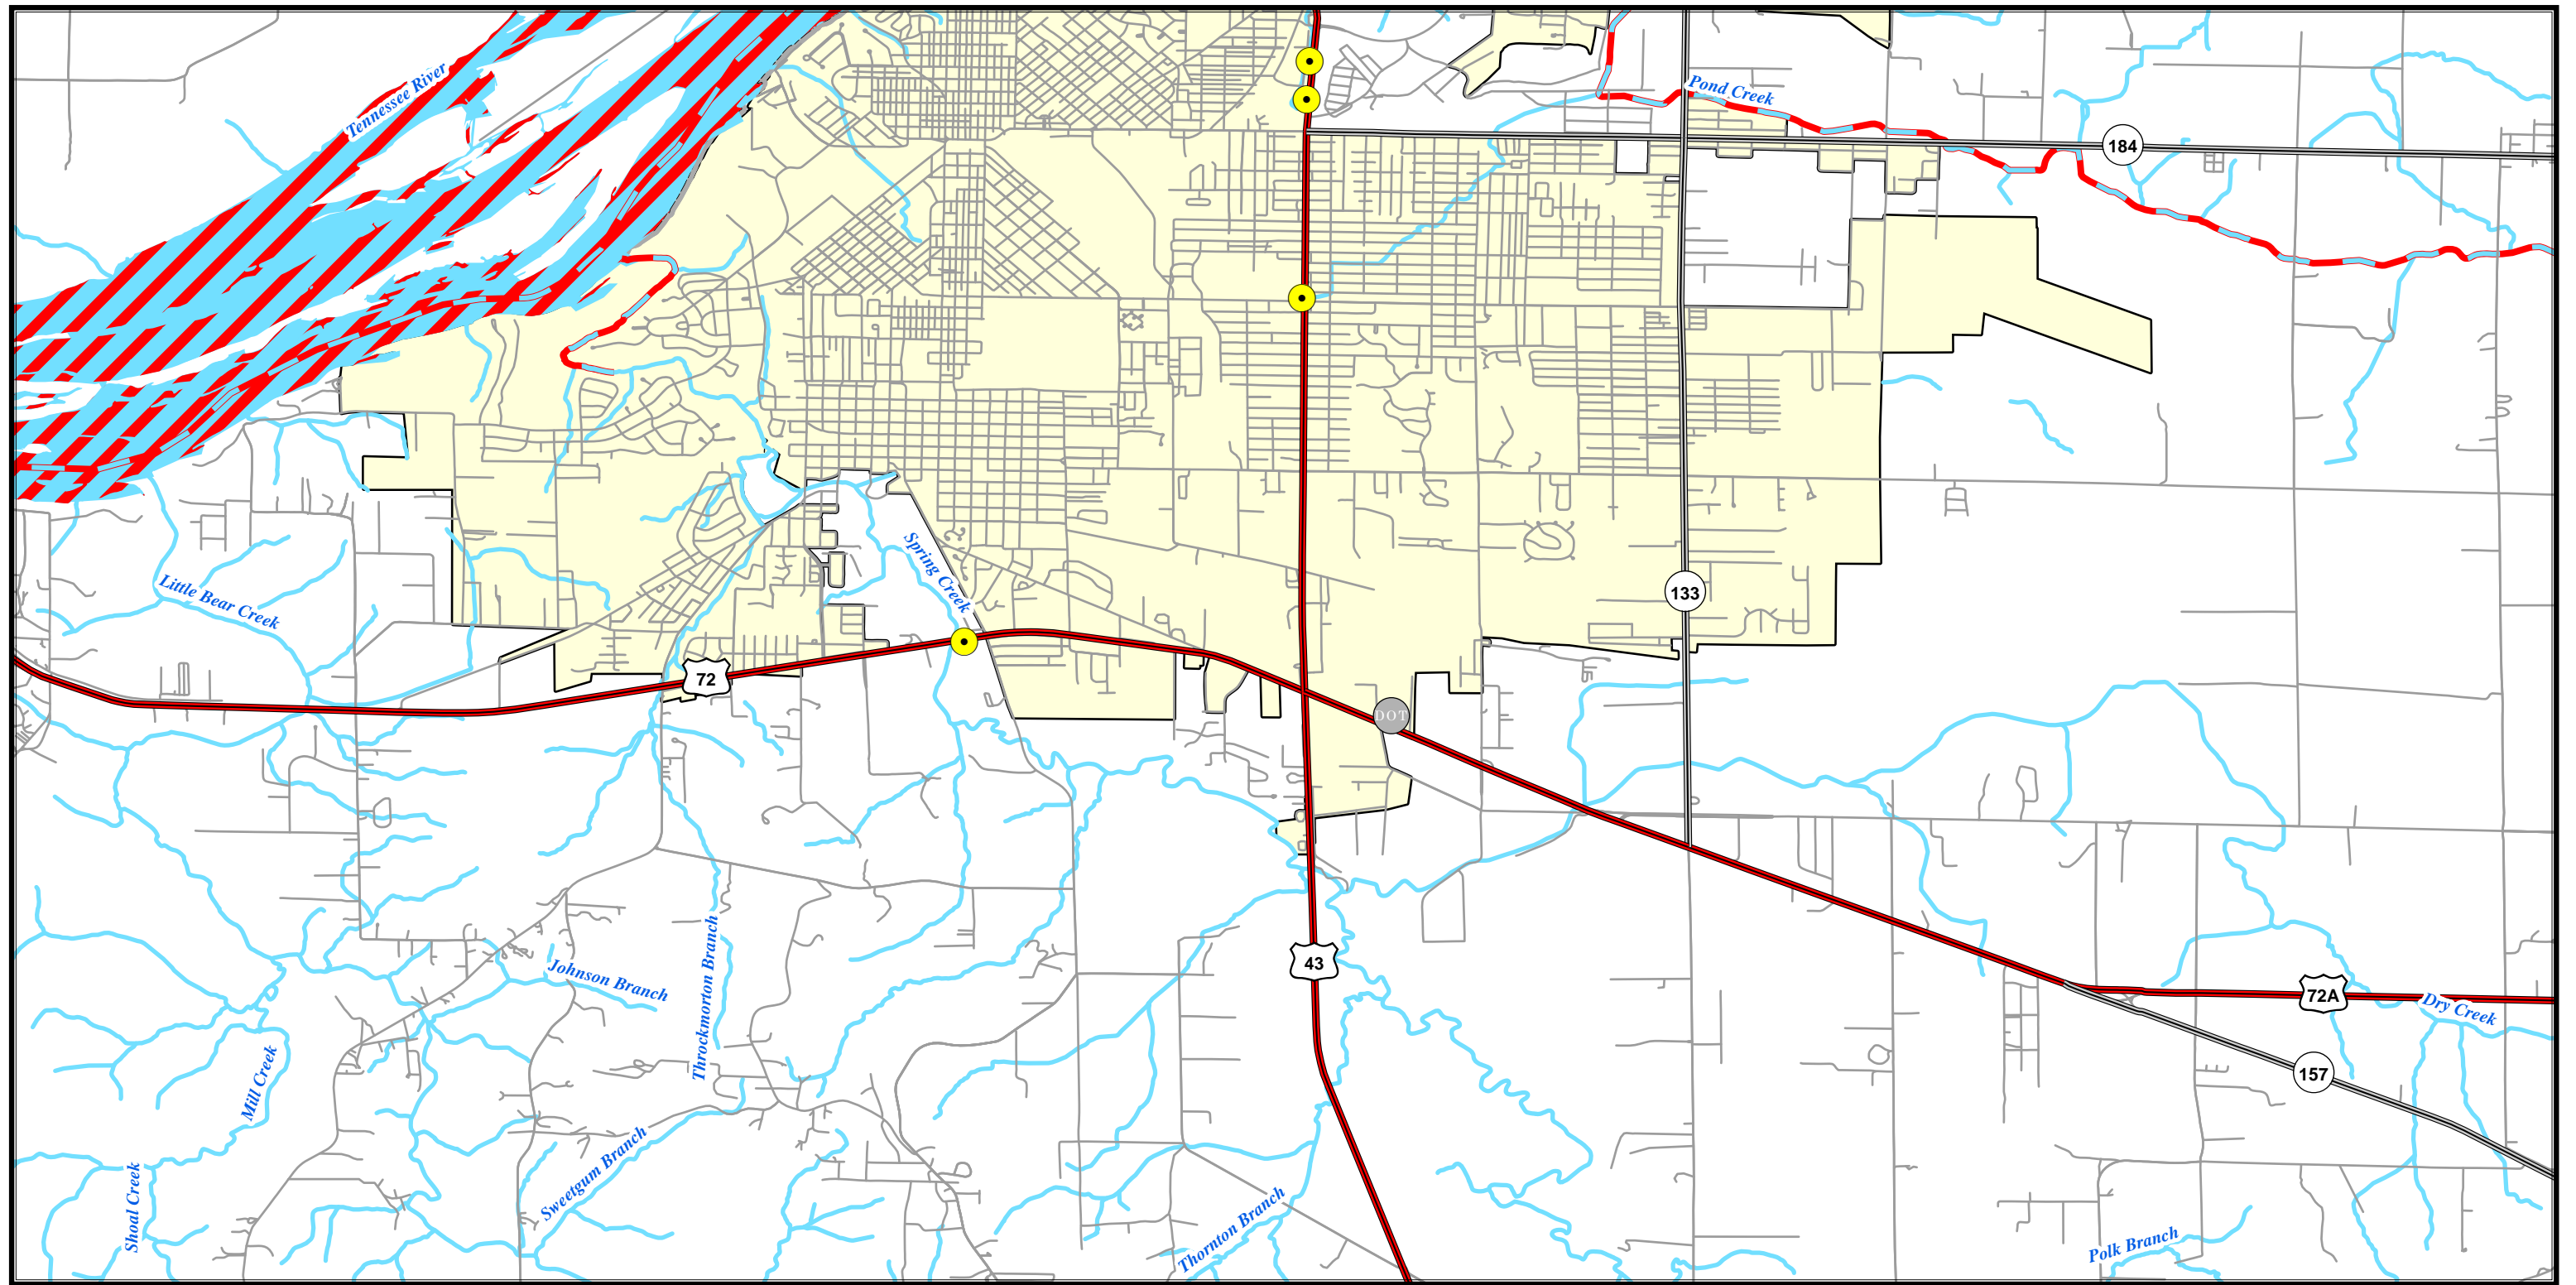 Tennessee River
Pond Creek
184
Spring Creek
Little Bear Creek
133
72
DOT
Johnson Branch
Throckmorton Branch
43
72A
Dry Creek
Mill Creek
157
Sweetgum Branch
Shoal Creek
Thornton Branch
Polk Branch